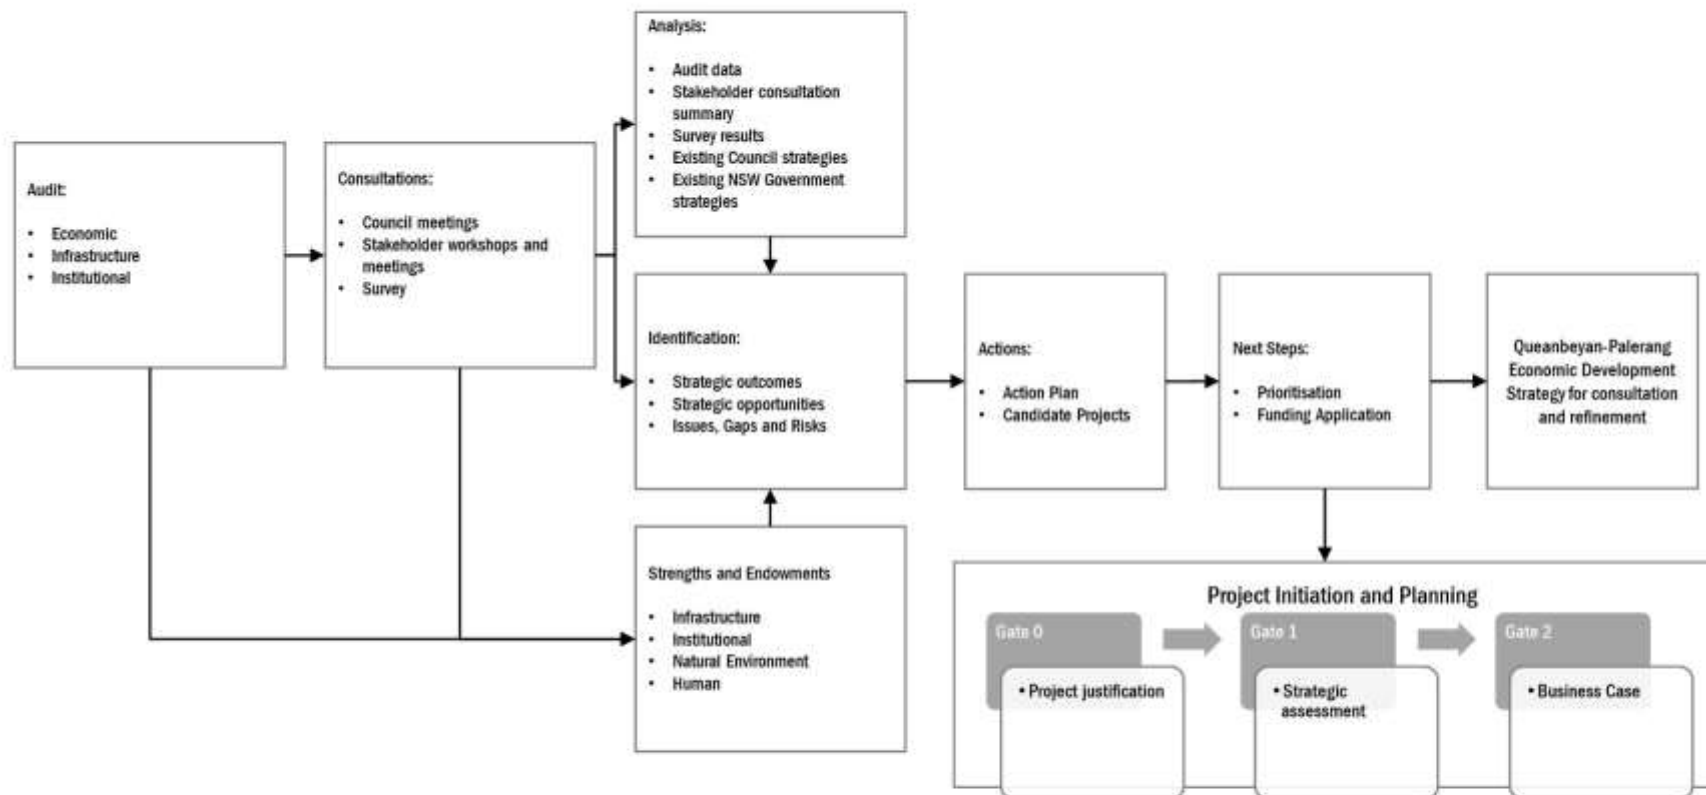 Audit:
• Economic
• Infrastructure
• Institutional
Consultations:
• Council meetings
• Stakeholder workshops and
meetings
• Survey
Analysis:
• Audit data
• Stakeholder consultation
summary
• Survey results
• Existing Council strategies
• Existing NSW Government
strategies
Identification:
• Strategic outcomes
• Strategic opportunities
• Issues, Gaps and Risks
Strengths and Endowments
• Infrastructure
• Institutional
• Natural Environment
• Human
Actions:
• Action Plan
• Candidate Projects
Next Steps:
• Prioritisation
• Funding Application
Queanbeyan-Palerang
Economic Development
Strategy for consultation
and refinement
Project Initiation and Planning
Gate 0
• Project justification
Gate 1
• Strategic
assessment
Gate 2
• Business Case